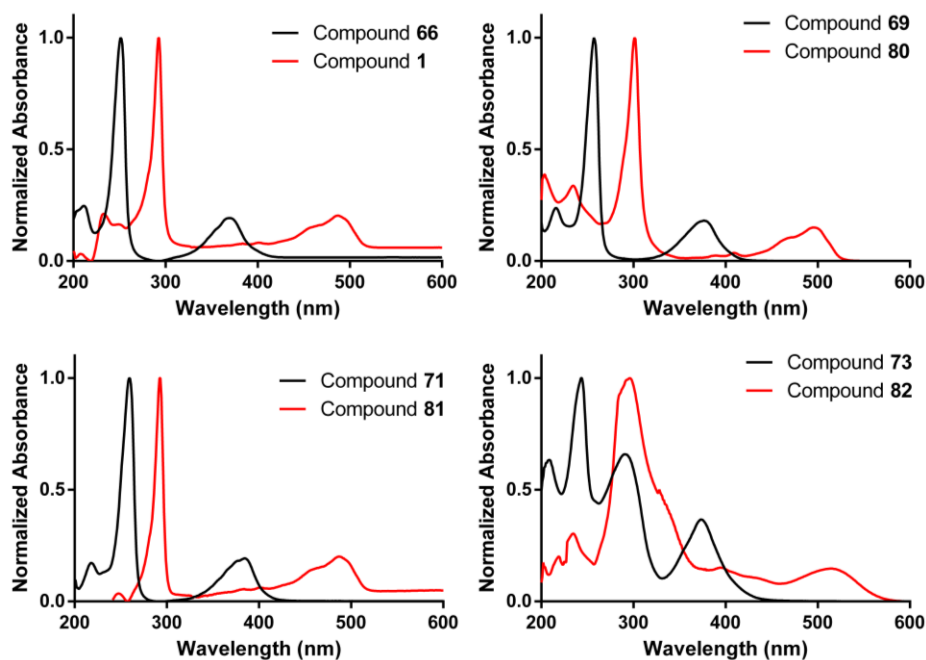 Compound 66
Compound 1
1.0
0.5
0.0
Normalized Absorbance
200 300 400 500 600
Wavelength (nm)
Compound 69
Compound 80
1.0
0.5
0.0
Normalized Absorbance
200 300 400 500 600
Wavelength (nm)
Compound 71
Compound 81
1.0
0.5
0.0
Normalized Absorbance
200 300 400 500 600
Wavelength (nm)
Compound 73
Compound 82
1.0
0.5
0.0
Normalized Absorbance
200 300 400 500 600
Wavelength (nm)